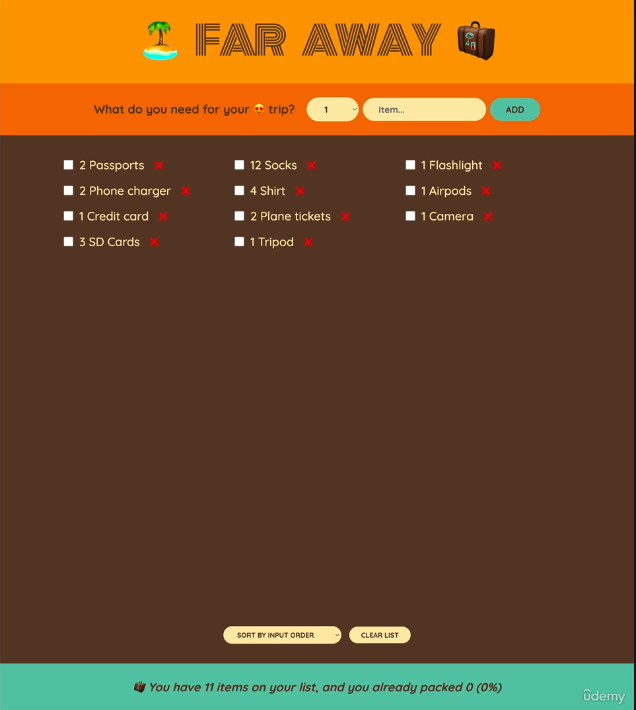 🏝️ FAR AWAY 🧳
What do you need for your 😍 trip? 1 Item... ADD
2 Passports ❌ 12 Socks ❌ 1 Flashlight ❌
2 Phone charger ❌ 4 Shirt ❌ 1 Airpods ❌
1 Credit card ❌ 2 Plane tickets ❌ 1 Camera ❌
3 SD Cards ❌ 1 Tripod ❌
SORT BY INPUT ORDER CLEAR LIST
🧳 You have 11 items on your list, and you already packed 0 (0%)
ûdemy